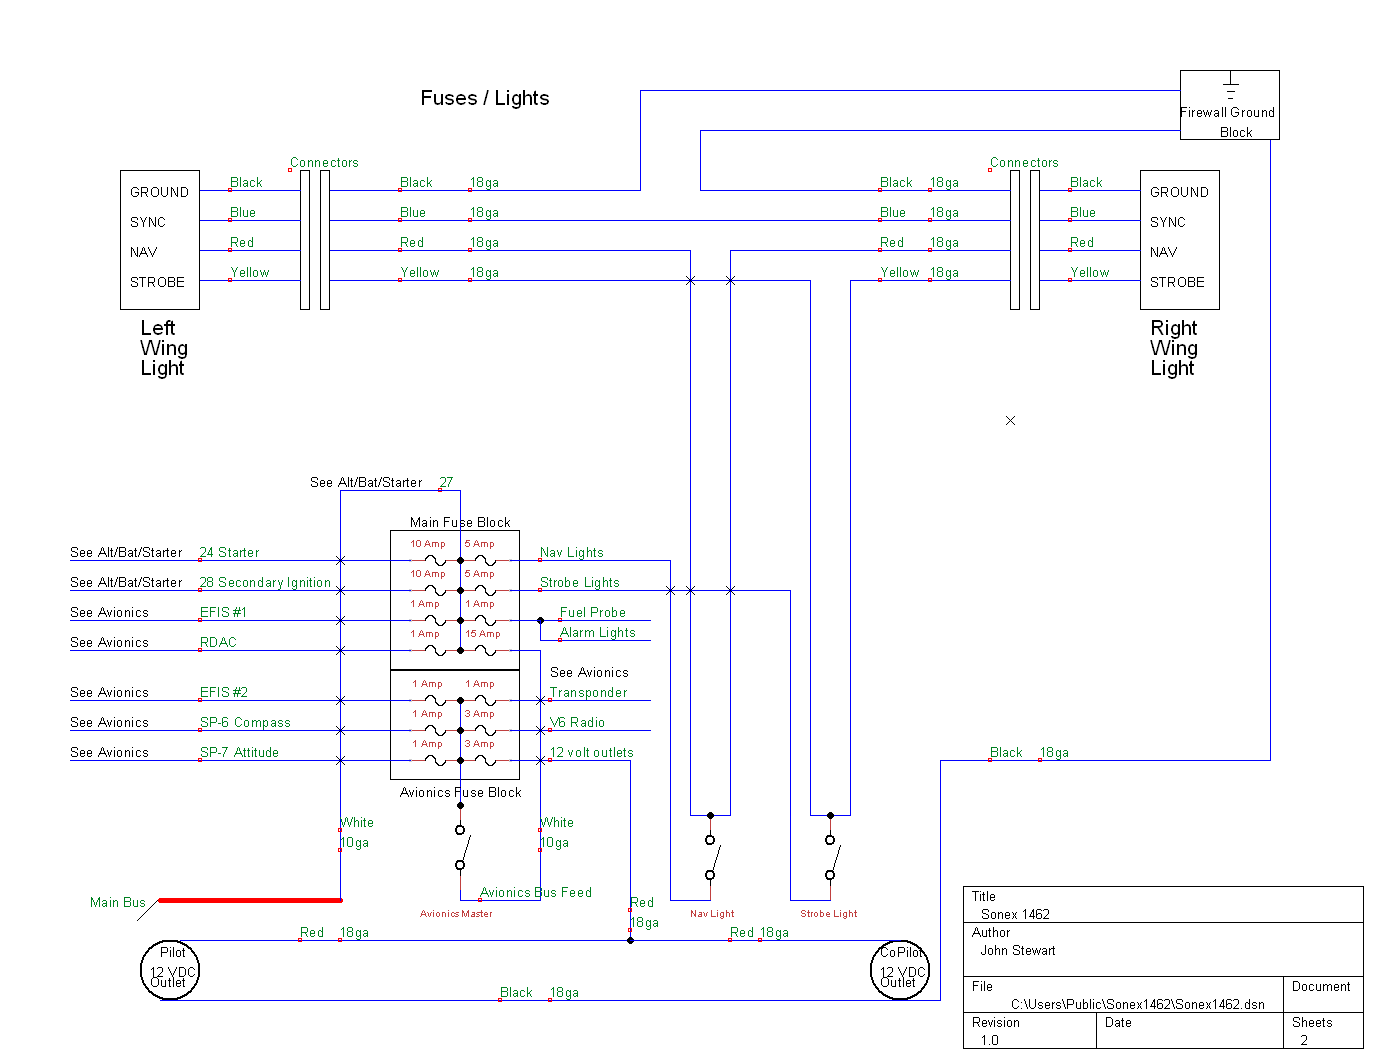 Fuses / Lights
Firewall Ground
Block
Connectors
Connectors
GROUND
Black
Black
18ga
Black
18ga
Black
GROUND
SYNC
Blue
Blue
18ga
Blue
18ga
Blue
SYNC
NAV
Red
Red
18ga
Red
18ga
Red
NAV
STROBE
Yellow
Yellow
18ga
Yellow
18ga
Yellow
STROBE
Left
Wing
Light
Right
Wing
Light
See Alt/Bat/Starter
27
Main Fuse Block
10 Amp
5 Amp
See Alt/Bat/Starter
24 Starter
Nav Lights
10 Amp
5 Amp
See Alt/Bat/Starter
28 Secondary Ignition
Strobe Lights
1 Amp
1 Amp
See Avionics
EFIS #1
Fuel Probe
1 Amp
15 Amp
Alarm Lights
See Avionics
RDAC
See Avionics
1 Amp
1 Amp
See Avionics
EFIS #2
Transponder
1 Amp
3 Amp
See Avionics
SP-6 Compass
V6 Radio
1 Amp
3 Amp
See Avionics
SP-7 Attitude
12 volt outlets
Black
18ga
Avionics Fuse Block
White
10ga
White
10ga
Main Bus
Avionics Bus Feed
Avionics Master
Nav Light
Strobe Light
Red
18ga
Red
18ga
Red
18ga
Pilot
12 VDC
Outlet
CoPilot
12 VDC
Outlet
Black
18ga
Title
Sonex 1462
Author
John Stewart
File
C:\Users\Public\Sonex1462\Sonex1462.dsn
Document
Revision
1.0
Date
Sheets
2